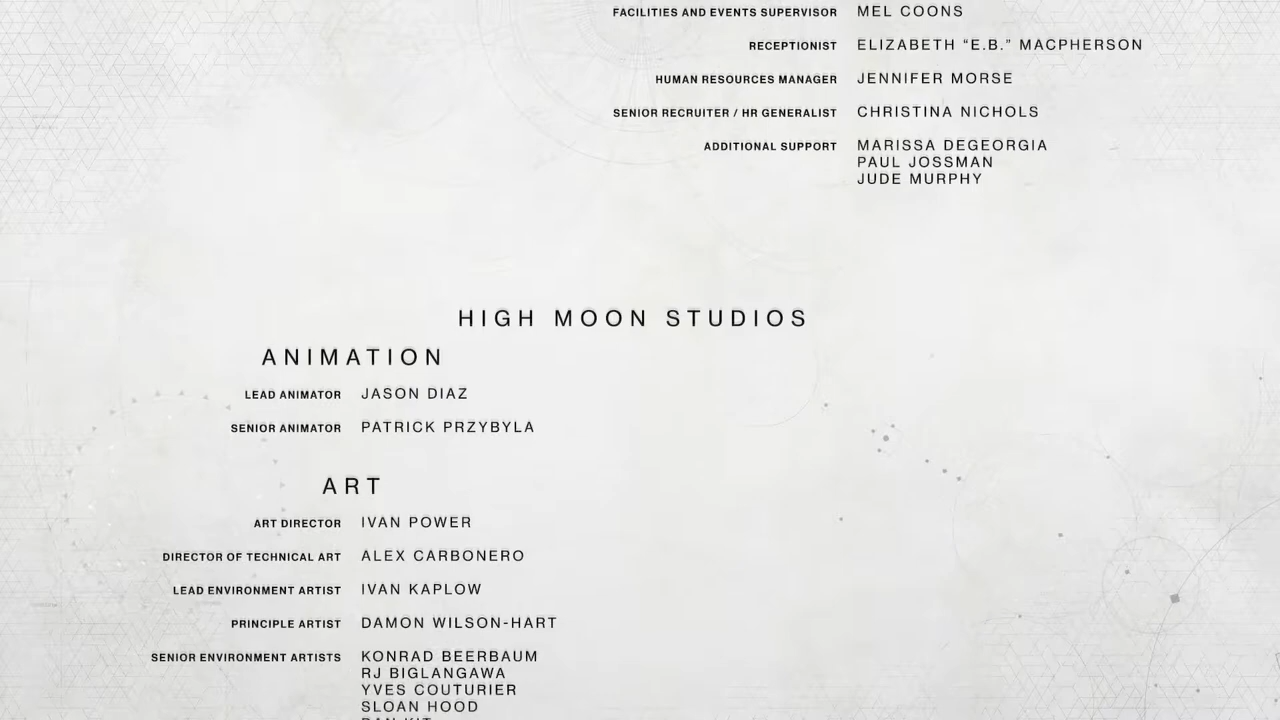 FACILITIES AND EVENTS SUPERVISOR MEL COONS
RECEPTIONIST ELIZABETH “E.B.” MACPHERSON
HUMAN RESOURCES MANAGER JENNIFER MORSE
SENIOR RECRUITER / HR GENERALIST CHRISTINA NICHOLS
ADDITIONAL SUPPORT MARISSA DEGEORGIA
PAUL JOSSMAN
JUDE MURPHY
HIGH MOON STUDIOS
ANIMATION
LEAD ANIMATOR JASON DIAZ
SENIOR ANIMATOR PATRICK PRZYBYLA
ART
ART DIRECTOR IVAN POWER
DIRECTOR OF TECHNICAL ART ALEX CARBONERO
LEAD ENVIRONMENT ARTIST IVAN KAPLOW
PRINCIPLE ARTIST DAMON WILSON-HART
SENIOR ENVIRONMENT ARTISTS KONRAD BEERBAUM
RJ BIGLANGAWA
YVES COUTURIER
SLOAN HOOD